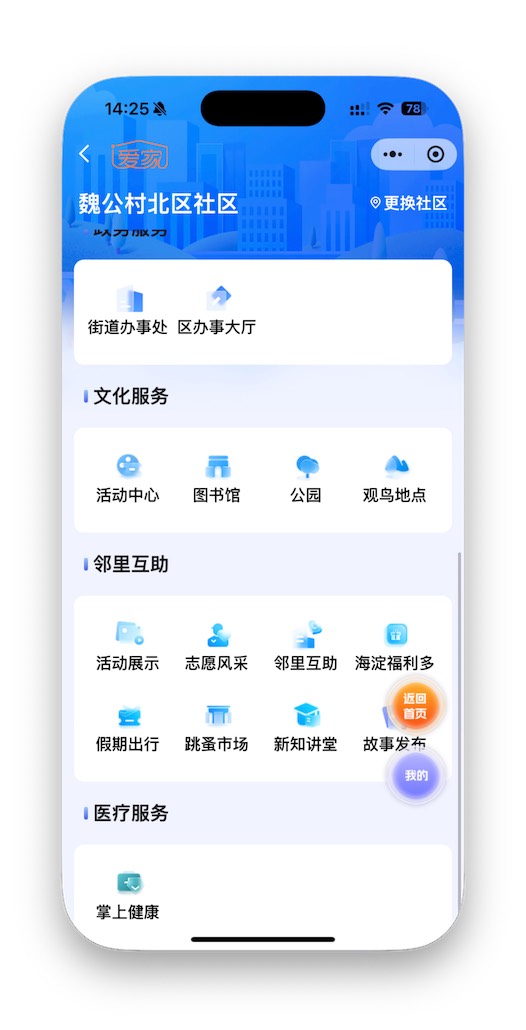 14:25
78
爱家
魏公村北区社区
更换社区
政务服务
街道办事处 区办事大厅
文化服务
活动中心 图书馆 公园 观鸟地点
邻里互助
活动展示 志愿风采 邻里互助 海淀福利多
返回
首页
假期出行 跳蚤市场 新知讲堂 故事发布
我的
医疗服务
掌上健康